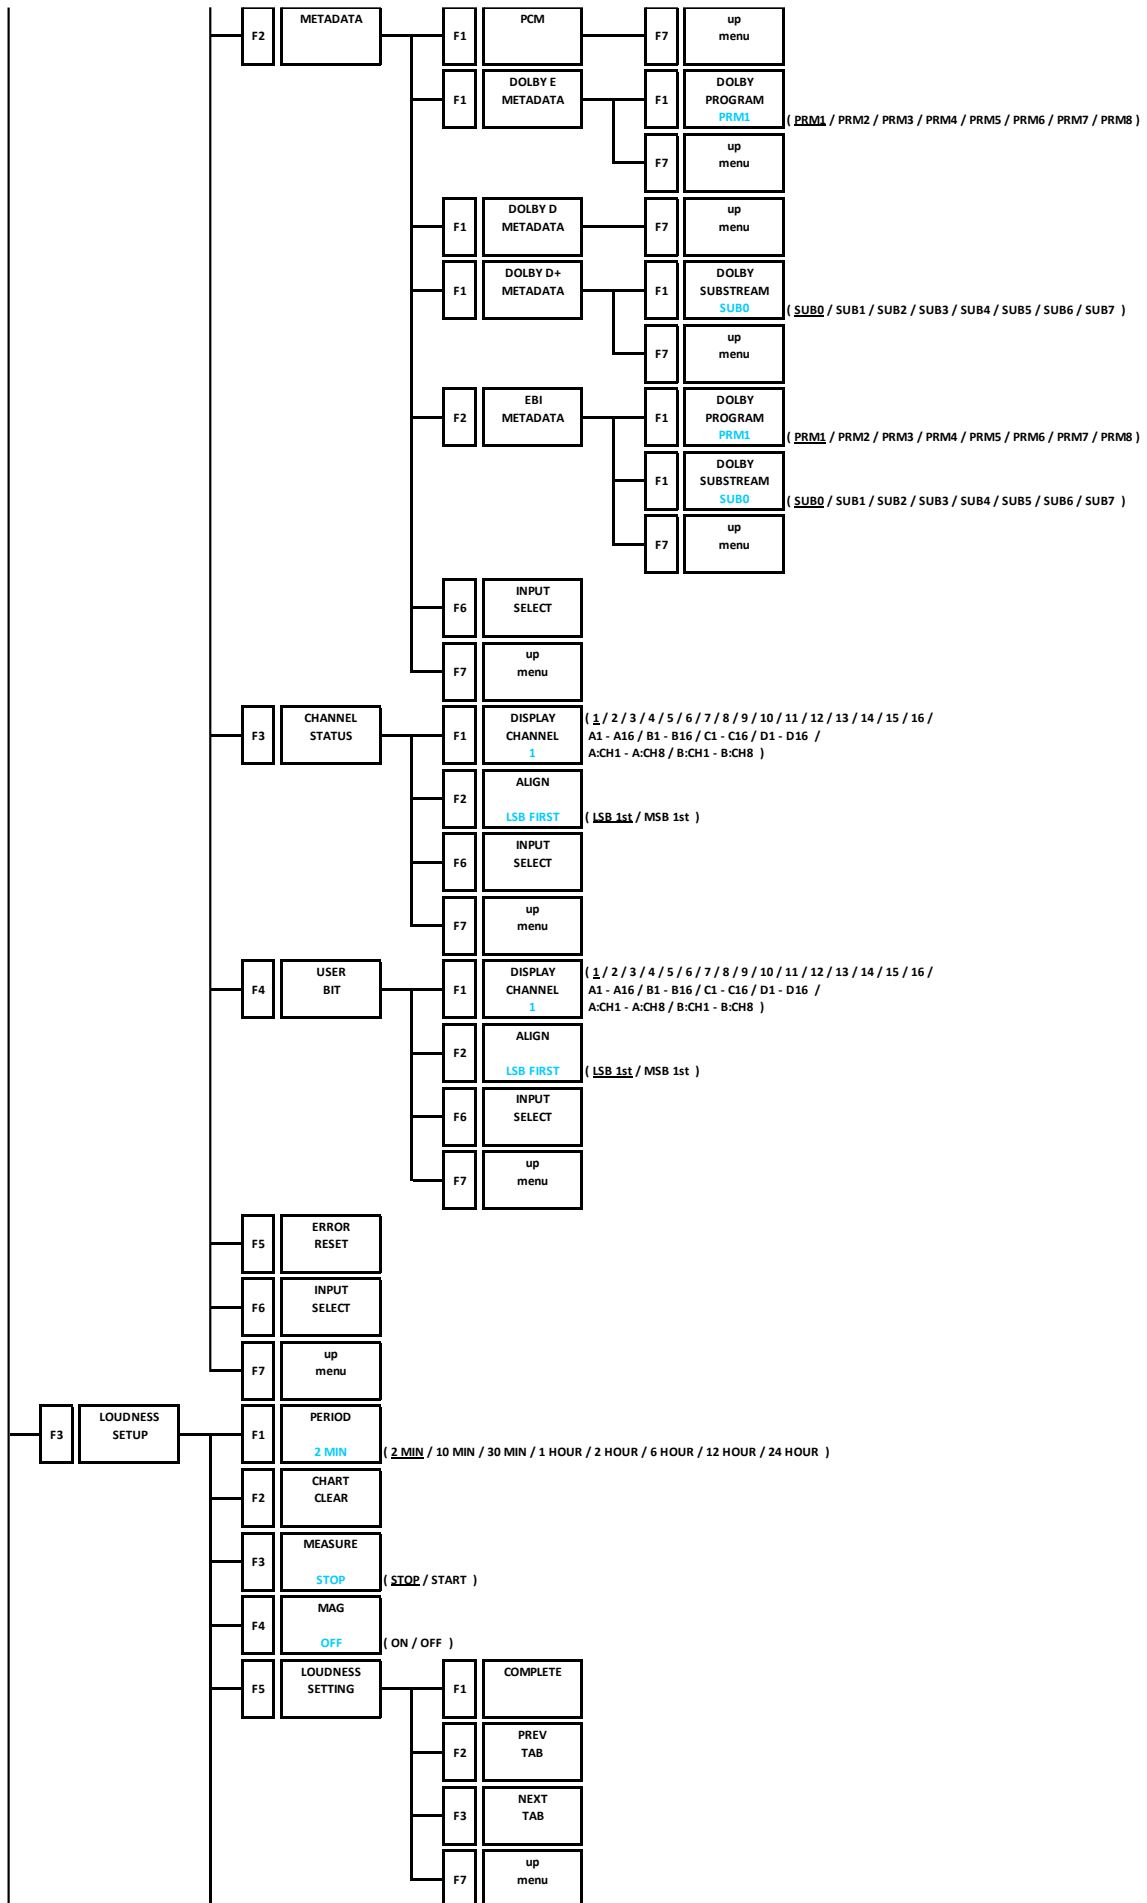 F2
METADATA
F1
PCM
F7
up
menu
F1
DOLBY E
METADATA
F1
DOLBY
PROGRAM
PRM1
( PRM1 / PRM2 / PRM3 / PRM4 / PRM5 / PRM6 / PRM7 / PRM8 )
F7
up
menu
F1
DOLBY D
METADATA
F7
up
menu
F1
DOLBY D+
METADATA
F1
DOLBY
SUBSTREAM
SUB0
( SUB0 / SUB1 / SUB2 / SUB3 / SUB4 / SUB5 / SUB6 / SUB7 )
F7
up
menu
F2
EBI
METADATA
F1
DOLBY
PROGRAM
PRM1
( PRM1 / PRM2 / PRM3 / PRM4 / PRM5 / PRM6 / PRM7 / PRM8 )
F1
DOLBY
SUBSTREAM
SUB0
( SUB0 / SUB1 / SUB2 / SUB3 / SUB4 / SUB5 / SUB6 / SUB7 )
F7
up
menu
F6
INPUT
SELECT
F7
up
menu
F3
CHANNEL
STATUS
F1
DISPLAY
CHANNEL
1
( 1 / 2 / 3 / 4 / 5 / 6 / 7 / 8 / 9 / 10 / 11 / 12 / 13 / 14 / 15 / 16 /
A1 - A16 / B1 - B16 / C1 - C16 / D1 - D16 /
A:CH1 - A:CH8 / B:CH1 - B:CH8 )
F2
ALIGN
LSB FIRST
( LSB 1st / MSB 1st )
F6
INPUT
SELECT
F7
up
menu
F4
USER
BIT
F1
DISPLAY
CHANNEL
1
( 1 / 2 / 3 / 4 / 5 / 6 / 7 / 8 / 9 / 10 / 11 / 12 / 13 / 14 / 15 / 16 /
A1 - A16 / B1 - B16 / C1 - C16 / D1 - D16 /
A:CH1 - A:CH8 / B:CH1 - B:CH8 )
F2
ALIGN
LSB FIRST
( LSB 1st / MSB 1st )
F6
INPUT
SELECT
F7
up
menu
F5
ERROR
RESET
F6
INPUT
SELECT
F7
up
menu
F3
LOUDNESS
SETUP
F1
PERIOD
2 MIN
( 2 MIN / 10 MIN / 30 MIN / 1 HOUR / 2 HOUR / 6 HOUR / 12 HOUR / 24 HOUR )
F2
CHART
CLEAR
F3
MEASURE
STOP
( STOP / START )
F4
MAG
OFF
( ON / OFF )
F5
LOUDNESS
SETTING
F1
COMPLETE
F2
PREV
TAB
F3
NEXT
TAB
F7
up
menu